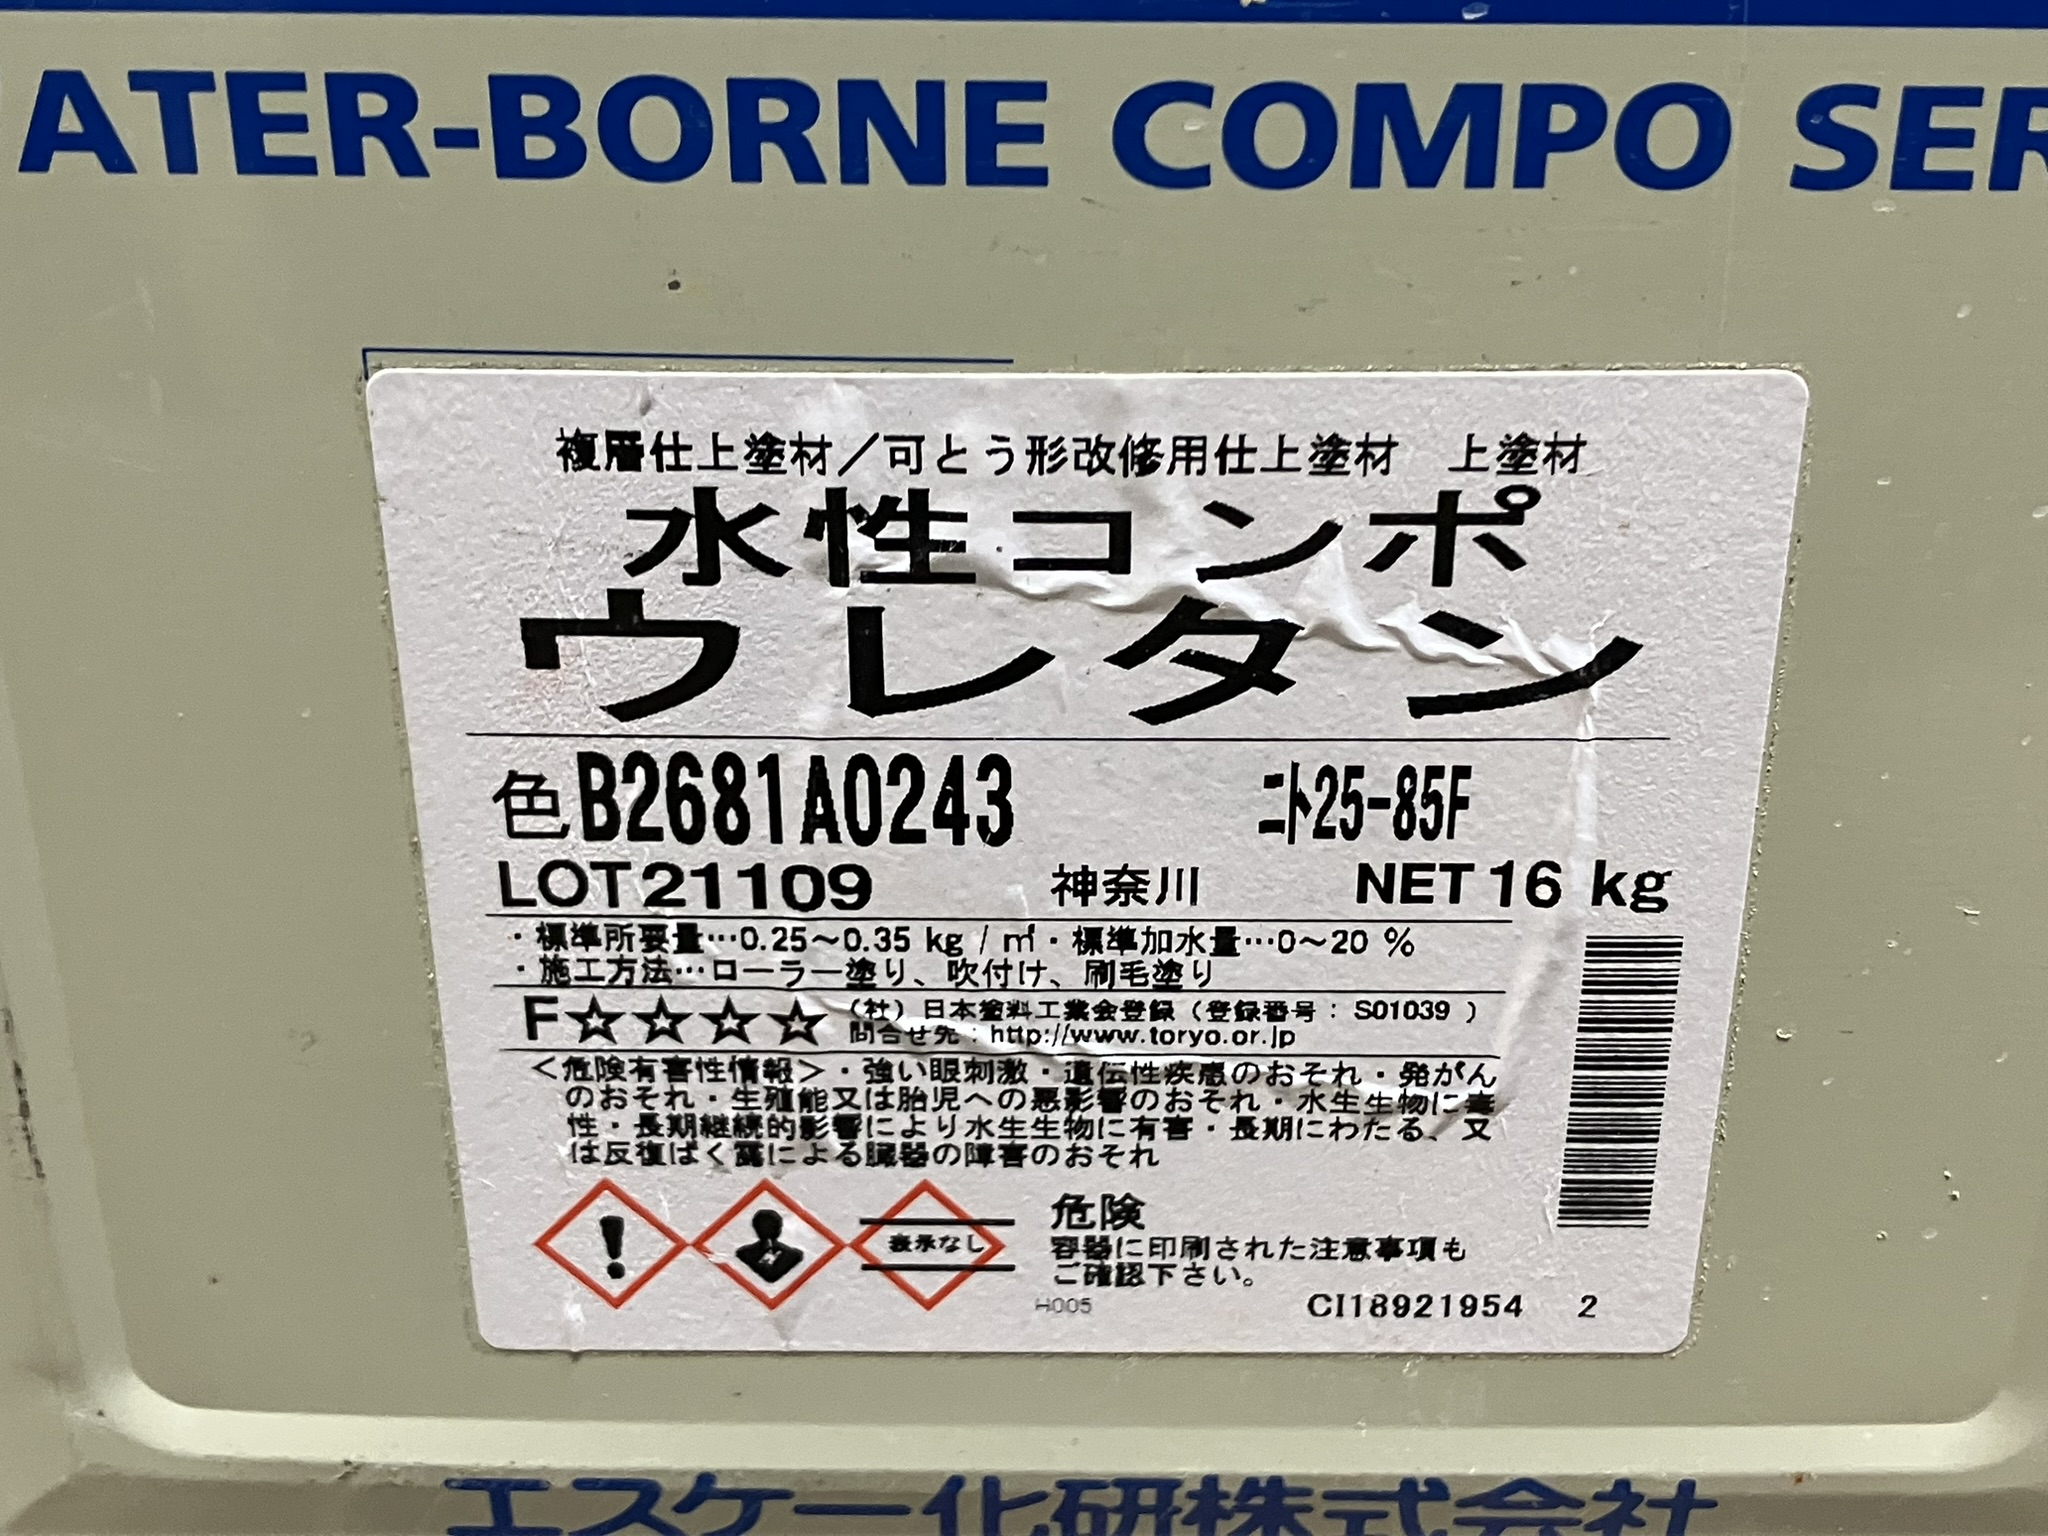 ATER-BORNE COMPO SER
複層仕上塗材/可とう形改修用仕上塗材 上塗材
水性コンポ
ウレタン
色B2681A0243 ニト25-85F
LOT21109 神奈川 NET 16 kg
・標準所要量…0.25〜0.35 kg / ㎡・標準加水量…0〜20 %
・施工方法…ローラー塗り、吹付け、刷毛塗り
F☆☆☆☆ (社)日本塗料工業会登録(登録番号:S01039 )
問合せ先:http://www.toryo.or.jp
<危険有害性情報>・強い眼刺激・遺伝性疾患のおそれ・発がん
のおそれ・生殖能又は胎児への悪影響のおそれ・水生生物に毒
性・長期継続的影響により水生生物に有害・長期にわたる、又
は反復ばく露による臓器の障害のおそれ
表示なし
危険
容器に印刷された注意事項も
ご確認下さい。
H005 CI18921954 2
エスケー化研株式会社